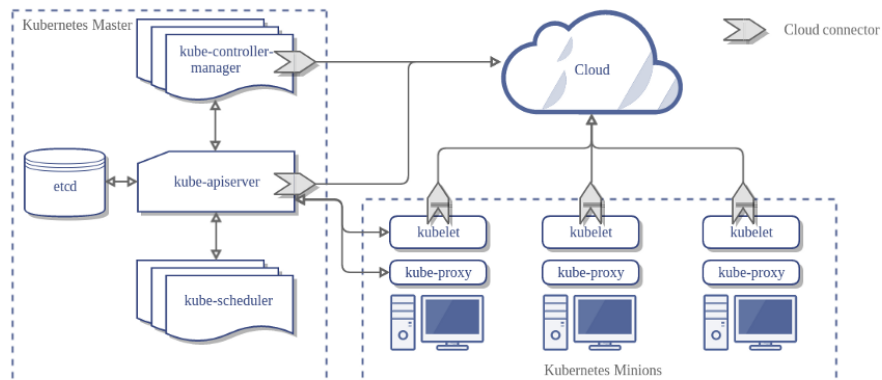 Kubernetes Master
kube-controller-
manager
Cloud
Cloud connector
etcd
kube-apiserver
kubelet
kubelet
kubelet
kube-proxy
kube-proxy
kube-proxy
kube-scheduler
Kubernetes Minions